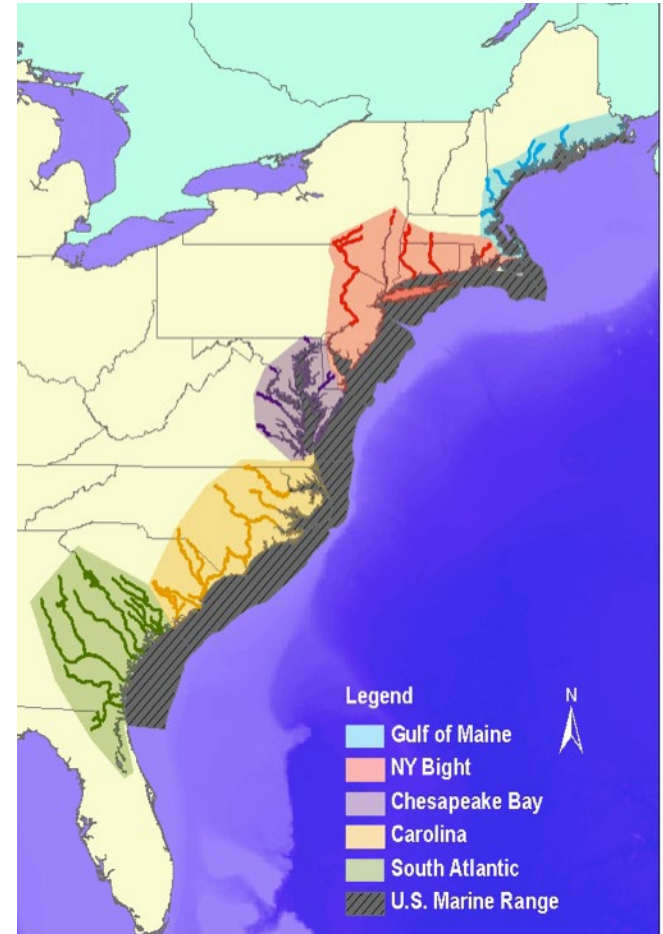 Legend
N
Gulf of Maine
NY Bight
Chesapeake Bay
Carolina
South Atlantic
U.S. Marine Range